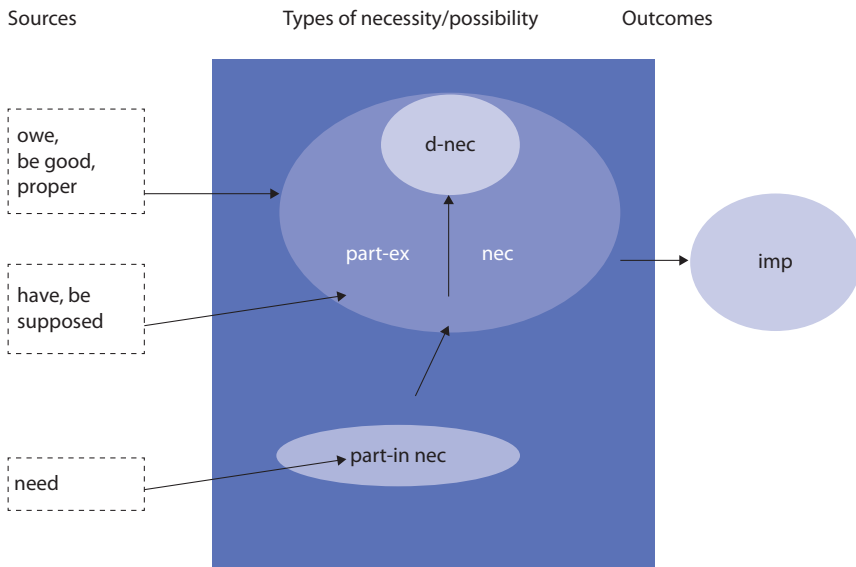 Sources
Types of necessity/possibility
Outcomes
owe,
be good,
proper
d-nec
part-ex
nec
imp
have, be
supposed
part-in nec
need